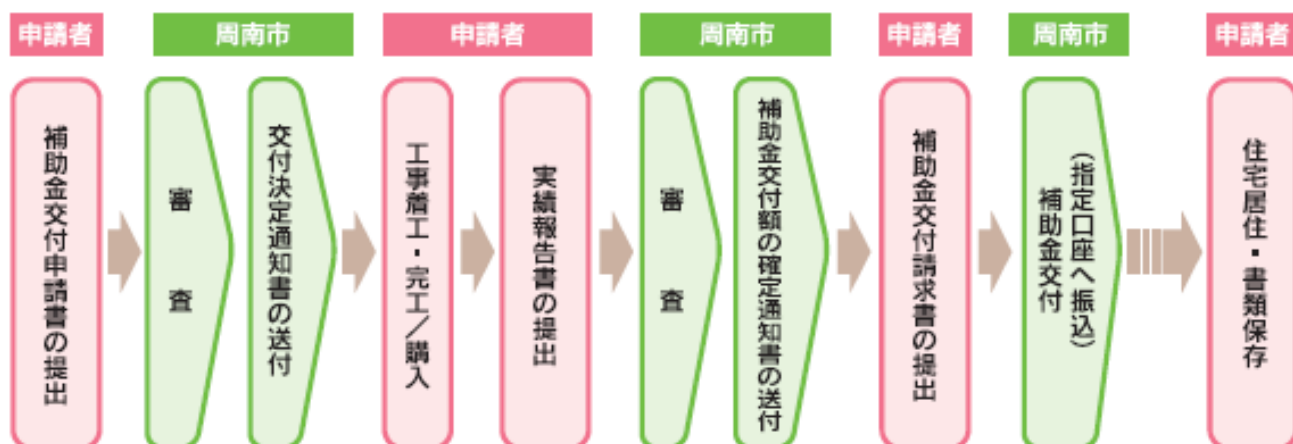 申請者
補助金交付申請書の提出
周南市
審査
交付決定通知書の送付
申請者
工事着工・完工／購入
実績報告書の提出
周南市
審査
補助金交付額の確定通知書の送付
申請者
補助金交付請求書の提出
周南市
（指定口座へ振込）
補助金交付
申請者
住宅居住・書類保存